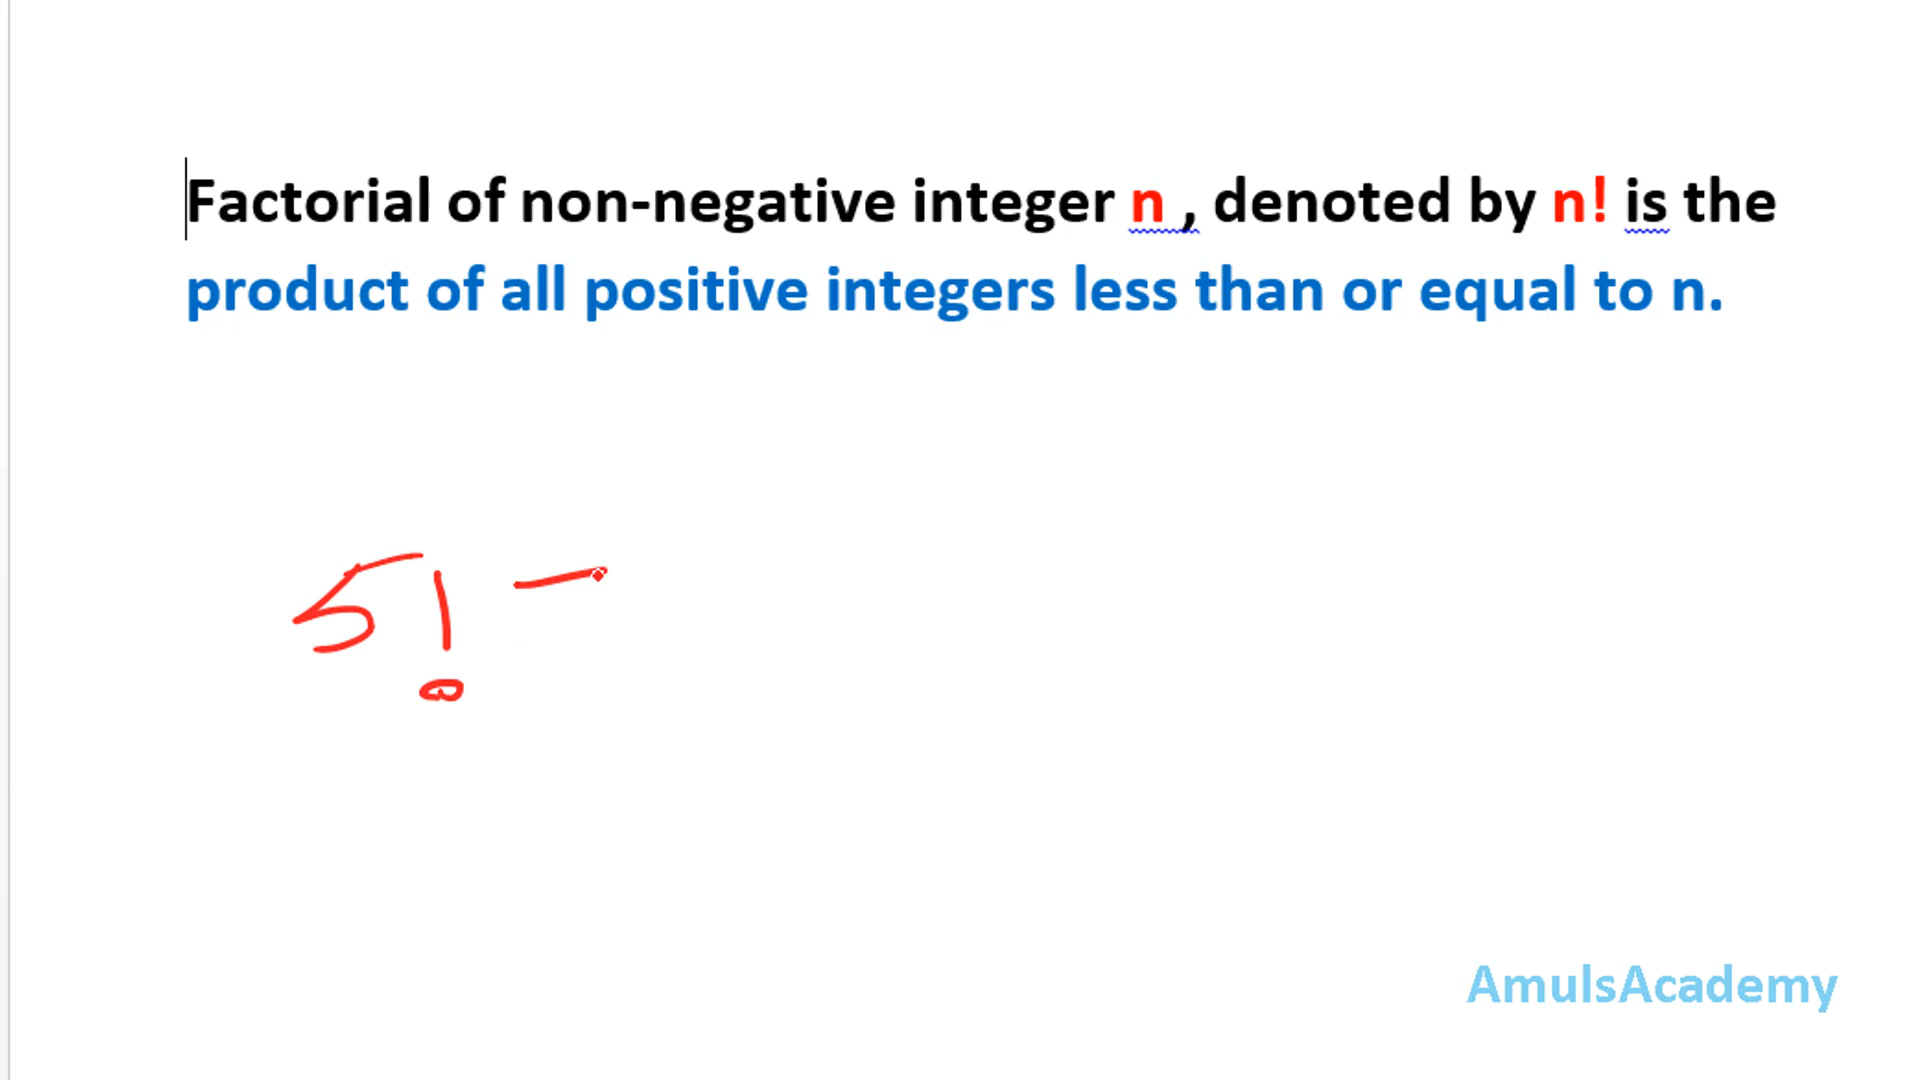 Factorial of non-negative integer n , denoted by n! is the
product of all positive integers less than or equal to n.
5! -
AmulsAcademy